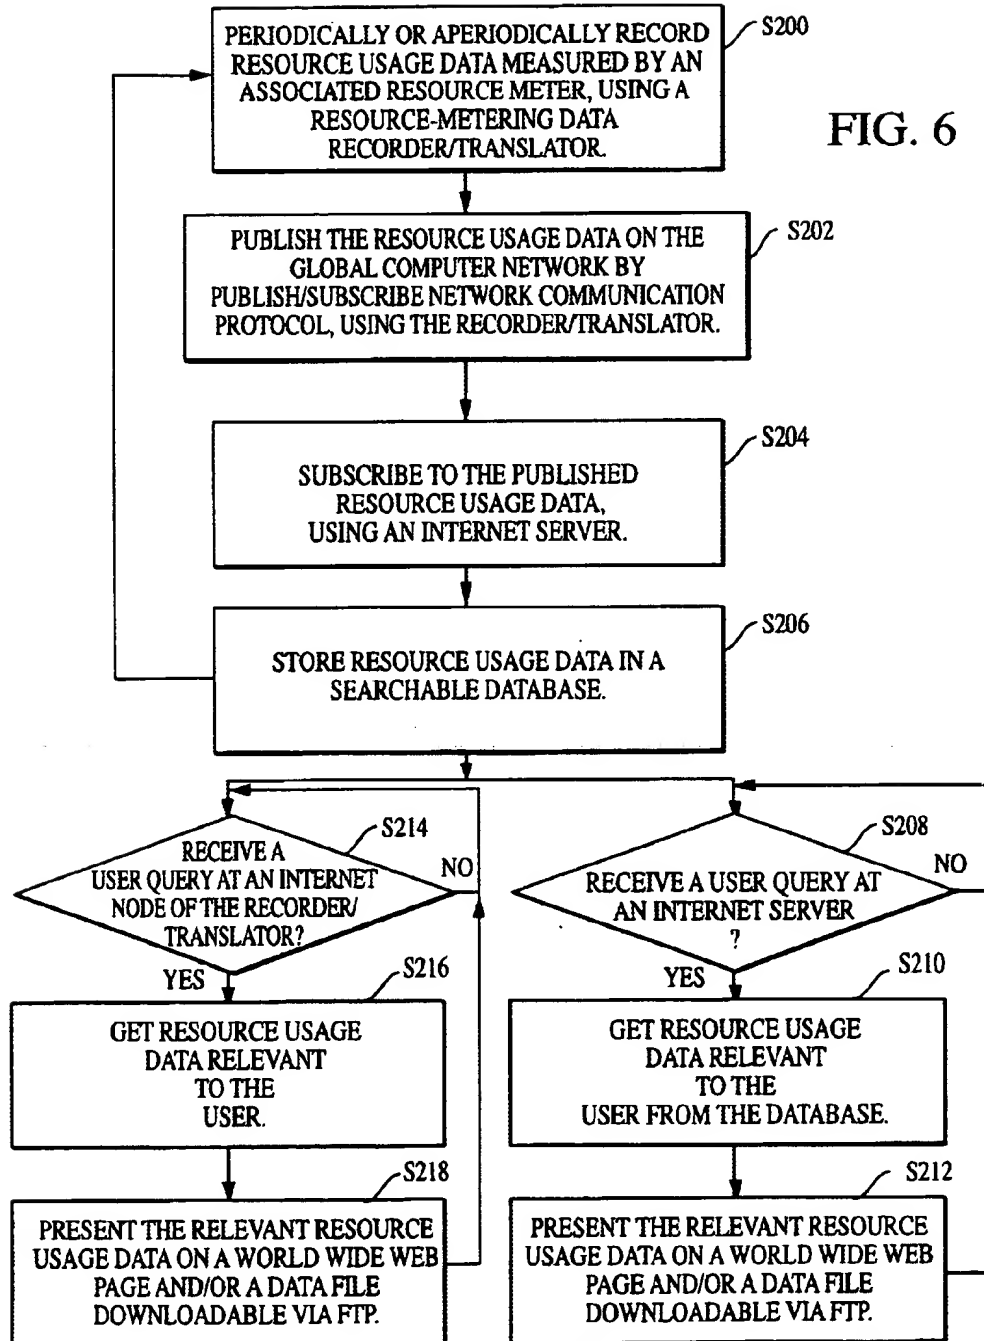 S200
PERIODICALLY OR APERIODICALLY RECORD
RESOURCE USAGE DATA MEASURED BY AN
ASSOCIATED RESOURCE METER, USING A
RESOURCE-METERING DATA
RECORDER/TRANSLATOR.
FIG. 6
S202
PUBLISH THE RESOURCE USAGE DATA ON THE
GLOBAL COMPUTER NETWORK BY
PUBLISH/SUBSCRIBE NETWORK COMMUNICATION
PROTOCOL, USING THE RECORDER/TRANSLATOR.
S204
SUBSCRIBE TO THE PUBLISHED
RESOURCE USAGE DATA,
USING AN INTERNET SERVER.
S206
STORE RESOURCE USAGE DATA IN A
SEARCHABLE DATABASE.
S214
RECEIVE A
USER QUERY AT AN INTERNET
NODE OF THE RECORDER/
TRANSLATOR?
NO
YES
S216
GET RESOURCE USAGE
DATA RELEVANT
TO THE
USER.
S218
PRESENT THE RELEVANT RESOURCE
USAGE DATA ON A WORLD WIDE WEB
PAGE AND/OR A DATA FILE
DOWNLOADABLE VIA FTP.
S208
RECEIVE A USER QUERY AT
AN INTERNET SERVER
?
NO
YES
S210
GET RESOURCE USAGE
DATA RELEVANT
TO THE
USER FROM THE DATABASE.
S212
PRESENT THE RELEVANT RESOURCE
USAGE DATA ON A WORLD WIDE WEB
PAGE AND/OR A DATA FILE
DOWNLOADABLE VIA FTP.